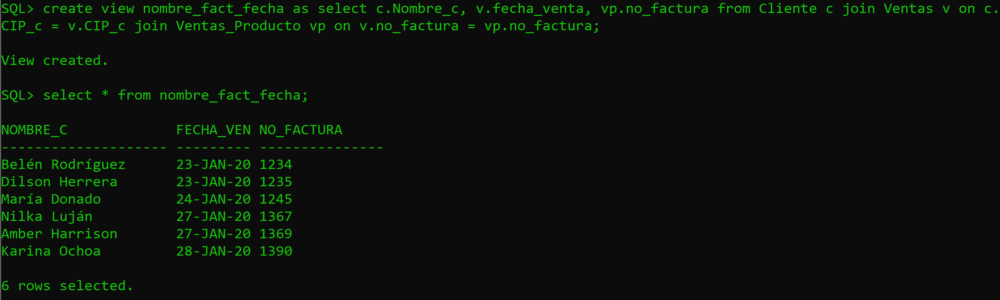 SQL> create view nombre_fact_fecha as select c.Nombre_c, v.fecha_venta, vp.no_factura from Cliente c join Ventas v on c.
CIP_c = v.CIP_c join Ventas_Producto vp on v.no_factura = vp.no_factura;
View created.
SQL> select * from nombre_fact_fecha;
NOMBRE_C             FECHA_VEN NO_FACTURA
-------------------- --------- ---------------
Belén Rodríguez      23-JAN-20 1234
Dilson Herrera       23-JAN-20 1235
María Donado         24-JAN-20 1245
Nilka Luján          27-JAN-20 1367
Amber Harrison       27-JAN-20 1369
Karina Ochoa         28-JAN-20 1390
6 rows selected.